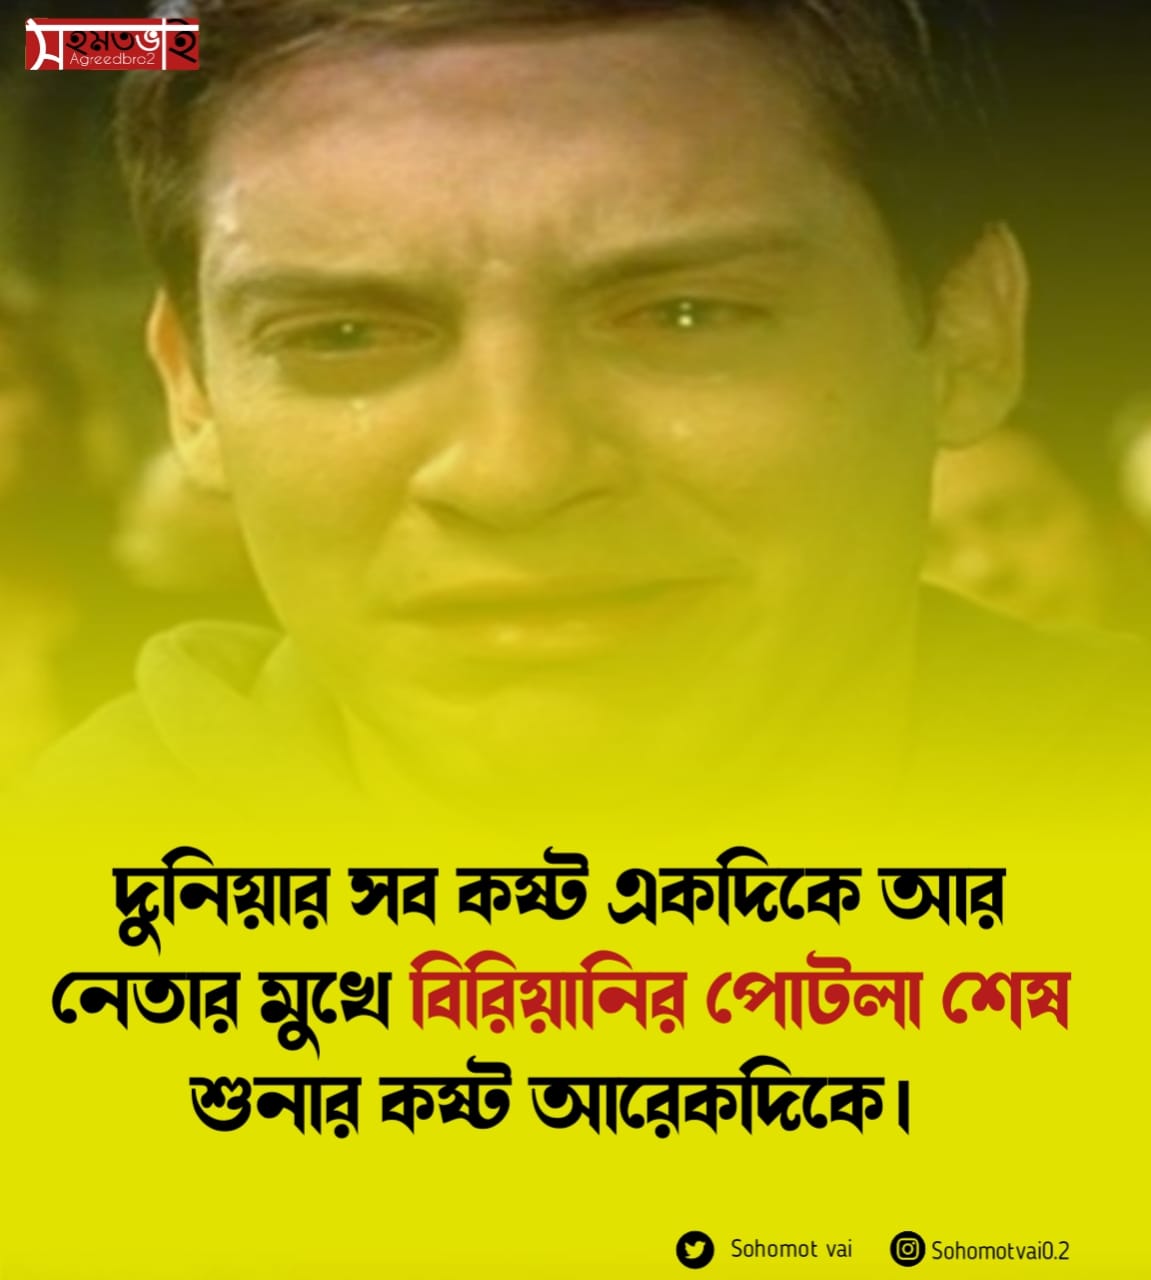 সহমতভাই
Agreedbro2
দুনিয়ার সব কষ্ট একদিকে আর
নেতার মুখে বিরিয়ানির পোটলা শেষ
শুনার কষ্ট আরেকদিকে।
Sohomot vai
Sohomotvai0.2